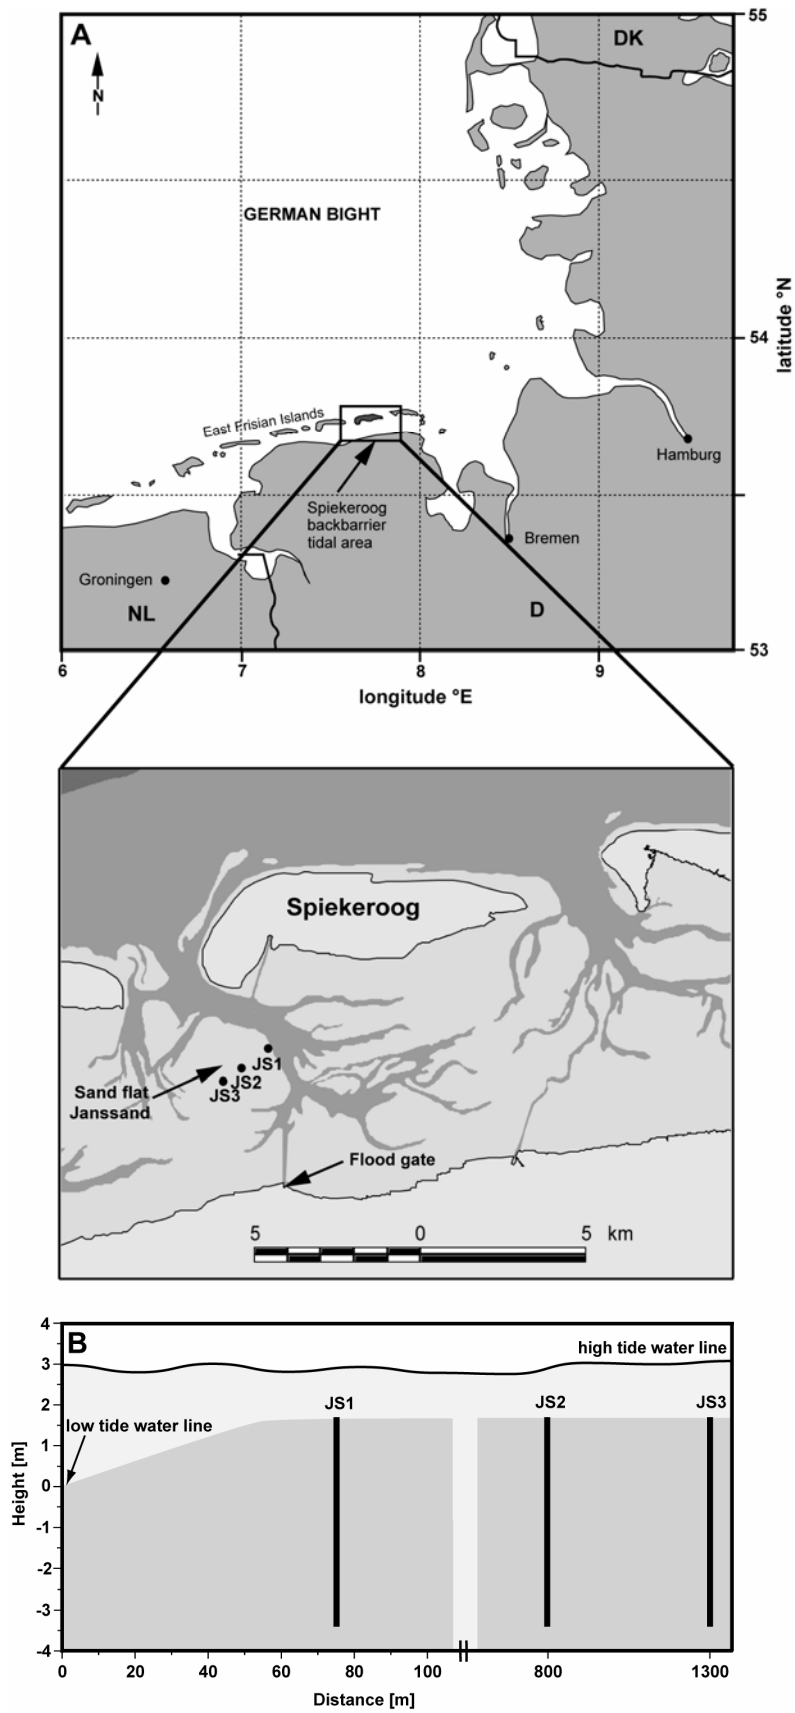 A
DK
N
55
GERMAN BIGHT
54
latitude °N
East Frisian Islands
Hamburg
Spiekeroog
backbarrier
tidal area
Bremen
Groningen
NL
D
53
6
7
8
9
longitude °E
Spiekeroog
JS1
JS2
JS3
Sand flat
Janssand
Flood gate
5 0 5 km
B
4
3
2
1
0
-1
-2
-3
-4
Height [m]
high tide water line
low tide water line
JS1
JS2
JS3
0 20 40 60 80 100 800 1300
Distance [m]